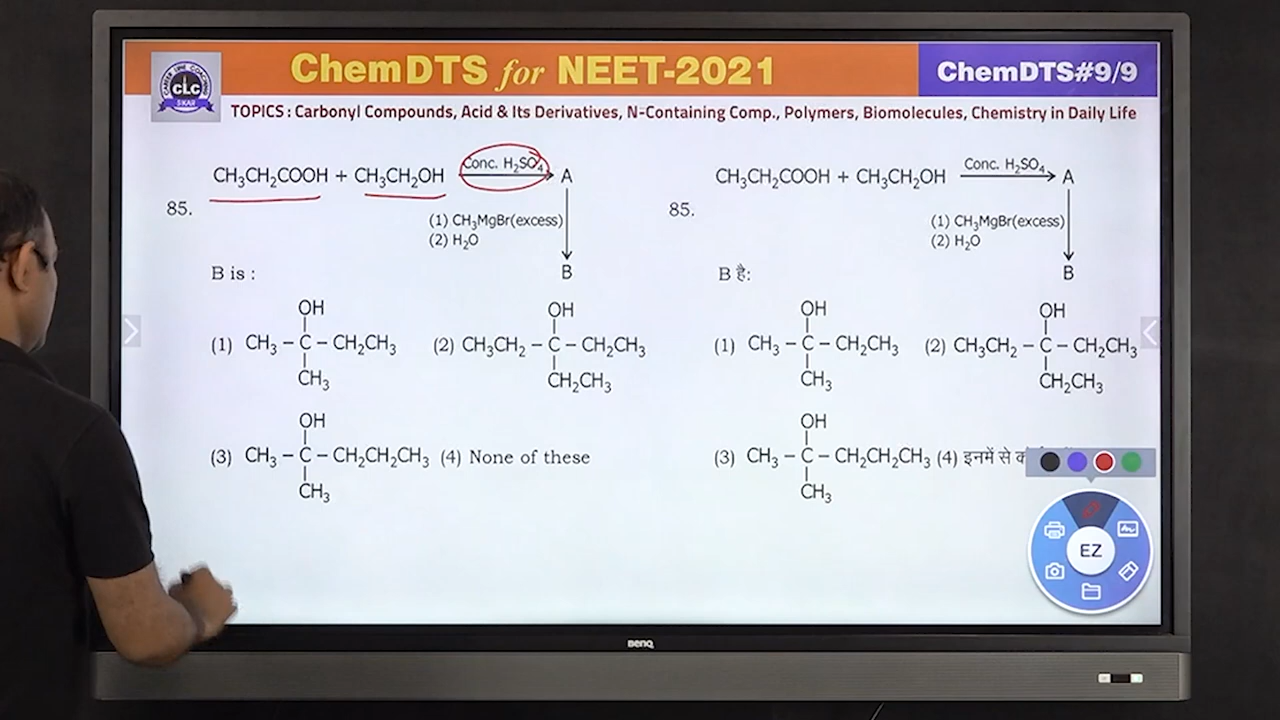 CLC
SIKAR
ChemDTS for NEET-2021
ChemDTS#9/9
TOPICS : Carbonyl Compounds, Acid & Its Derivatives, N-Containing Comp., Polymers, Biomolecules, Chemistry in Daily Life
85.
CH₃CH₂COOH + CH₃CH₂OH
Conc. H₂SO₄
A
(1) CH₃MgBr(excess)
(2) H₂O
B
B is :
OH
(1) CH₃ – C – CH₂CH₃
CH₃
OH
(2) CH₃CH₂ – C – CH₂CH₃
CH₂CH₃
OH
(3) CH₃ – C – CH₂CH₂CH₃
CH₃
(4) None of these
85.
CH₃CH₂COOH + CH₃CH₂OH
Conc. H₂SO₄
A
(1) CH₃MgBr(excess)
(2) H₂O
B
B है:
OH
(1) CH₃ – C – CH₂CH₃
CH₃
OH
(2) CH₃CH₂ – C – CH₂CH₃
CH₂CH₃
OH
(3) CH₃ – C – CH₂CH₂CH₃
CH₃
(4) इनमें से
EZ
BenQ